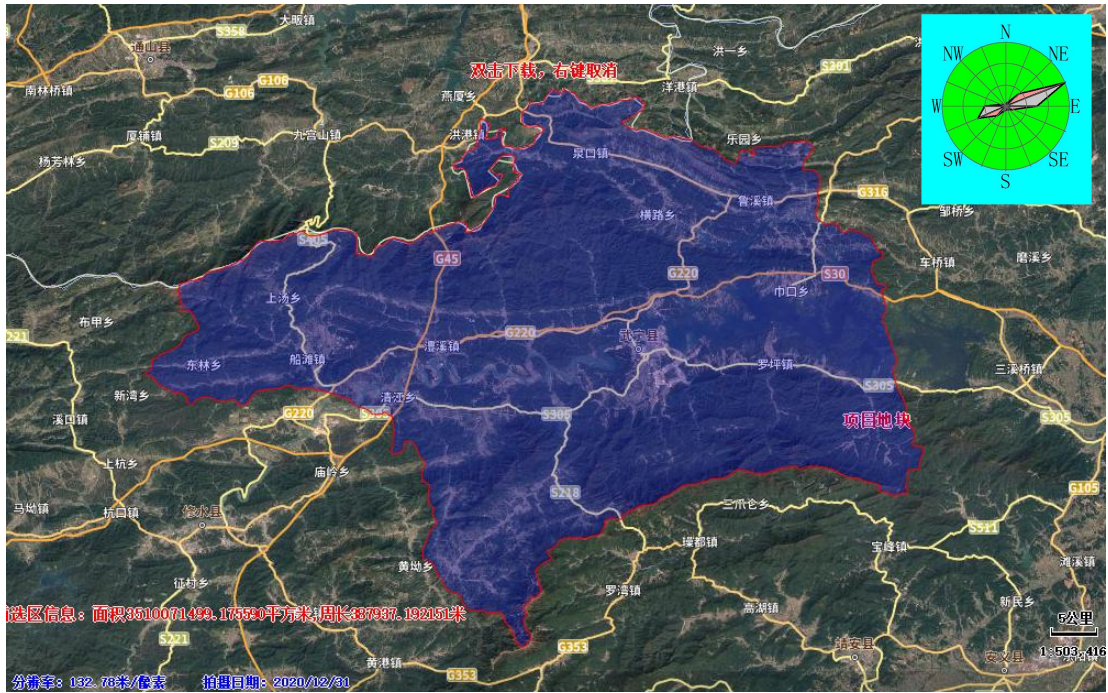 大畈镇
S358
通山县
G106
G106
南林桥镇
厦铺镇
S209
九宫山镇
杨芳林乡
燕厦乡
洪港镇
双击下载，右键取消
洪一乡
S201
洋港镇
乐园乡
N
NE
E
SE
S
SW
W
NW
泉口镇
横路乡
鲁溪镇
G316
邹桥乡
车桥镇
磨溪乡
S405
G45
G220
S30
巾口乡
上汤乡
布甲乡
S221
东林乡
船滩镇
澧溪镇
G220
武宁县
罗坪镇
S305
三溪桥镇
S305
新湾乡
溪口镇
清江乡
G220
S306
项目地块
上杭乡
庙岭乡
马坳镇
杭口镇
修水县
S218
三爪仑乡
G105
S511
璪都镇
宝峰镇
滩溪镇
黄坳乡
征村乡
罗湾镇
高湖镇
新民乡
选区信息：面积3510071499.175590平方米,周长387937.192151米
S221
黄港镇
G353
G353
靖安县
安义县
5公里
1:503,416
分辨率：132.78米/像素
拍摄日期：2020/12/31